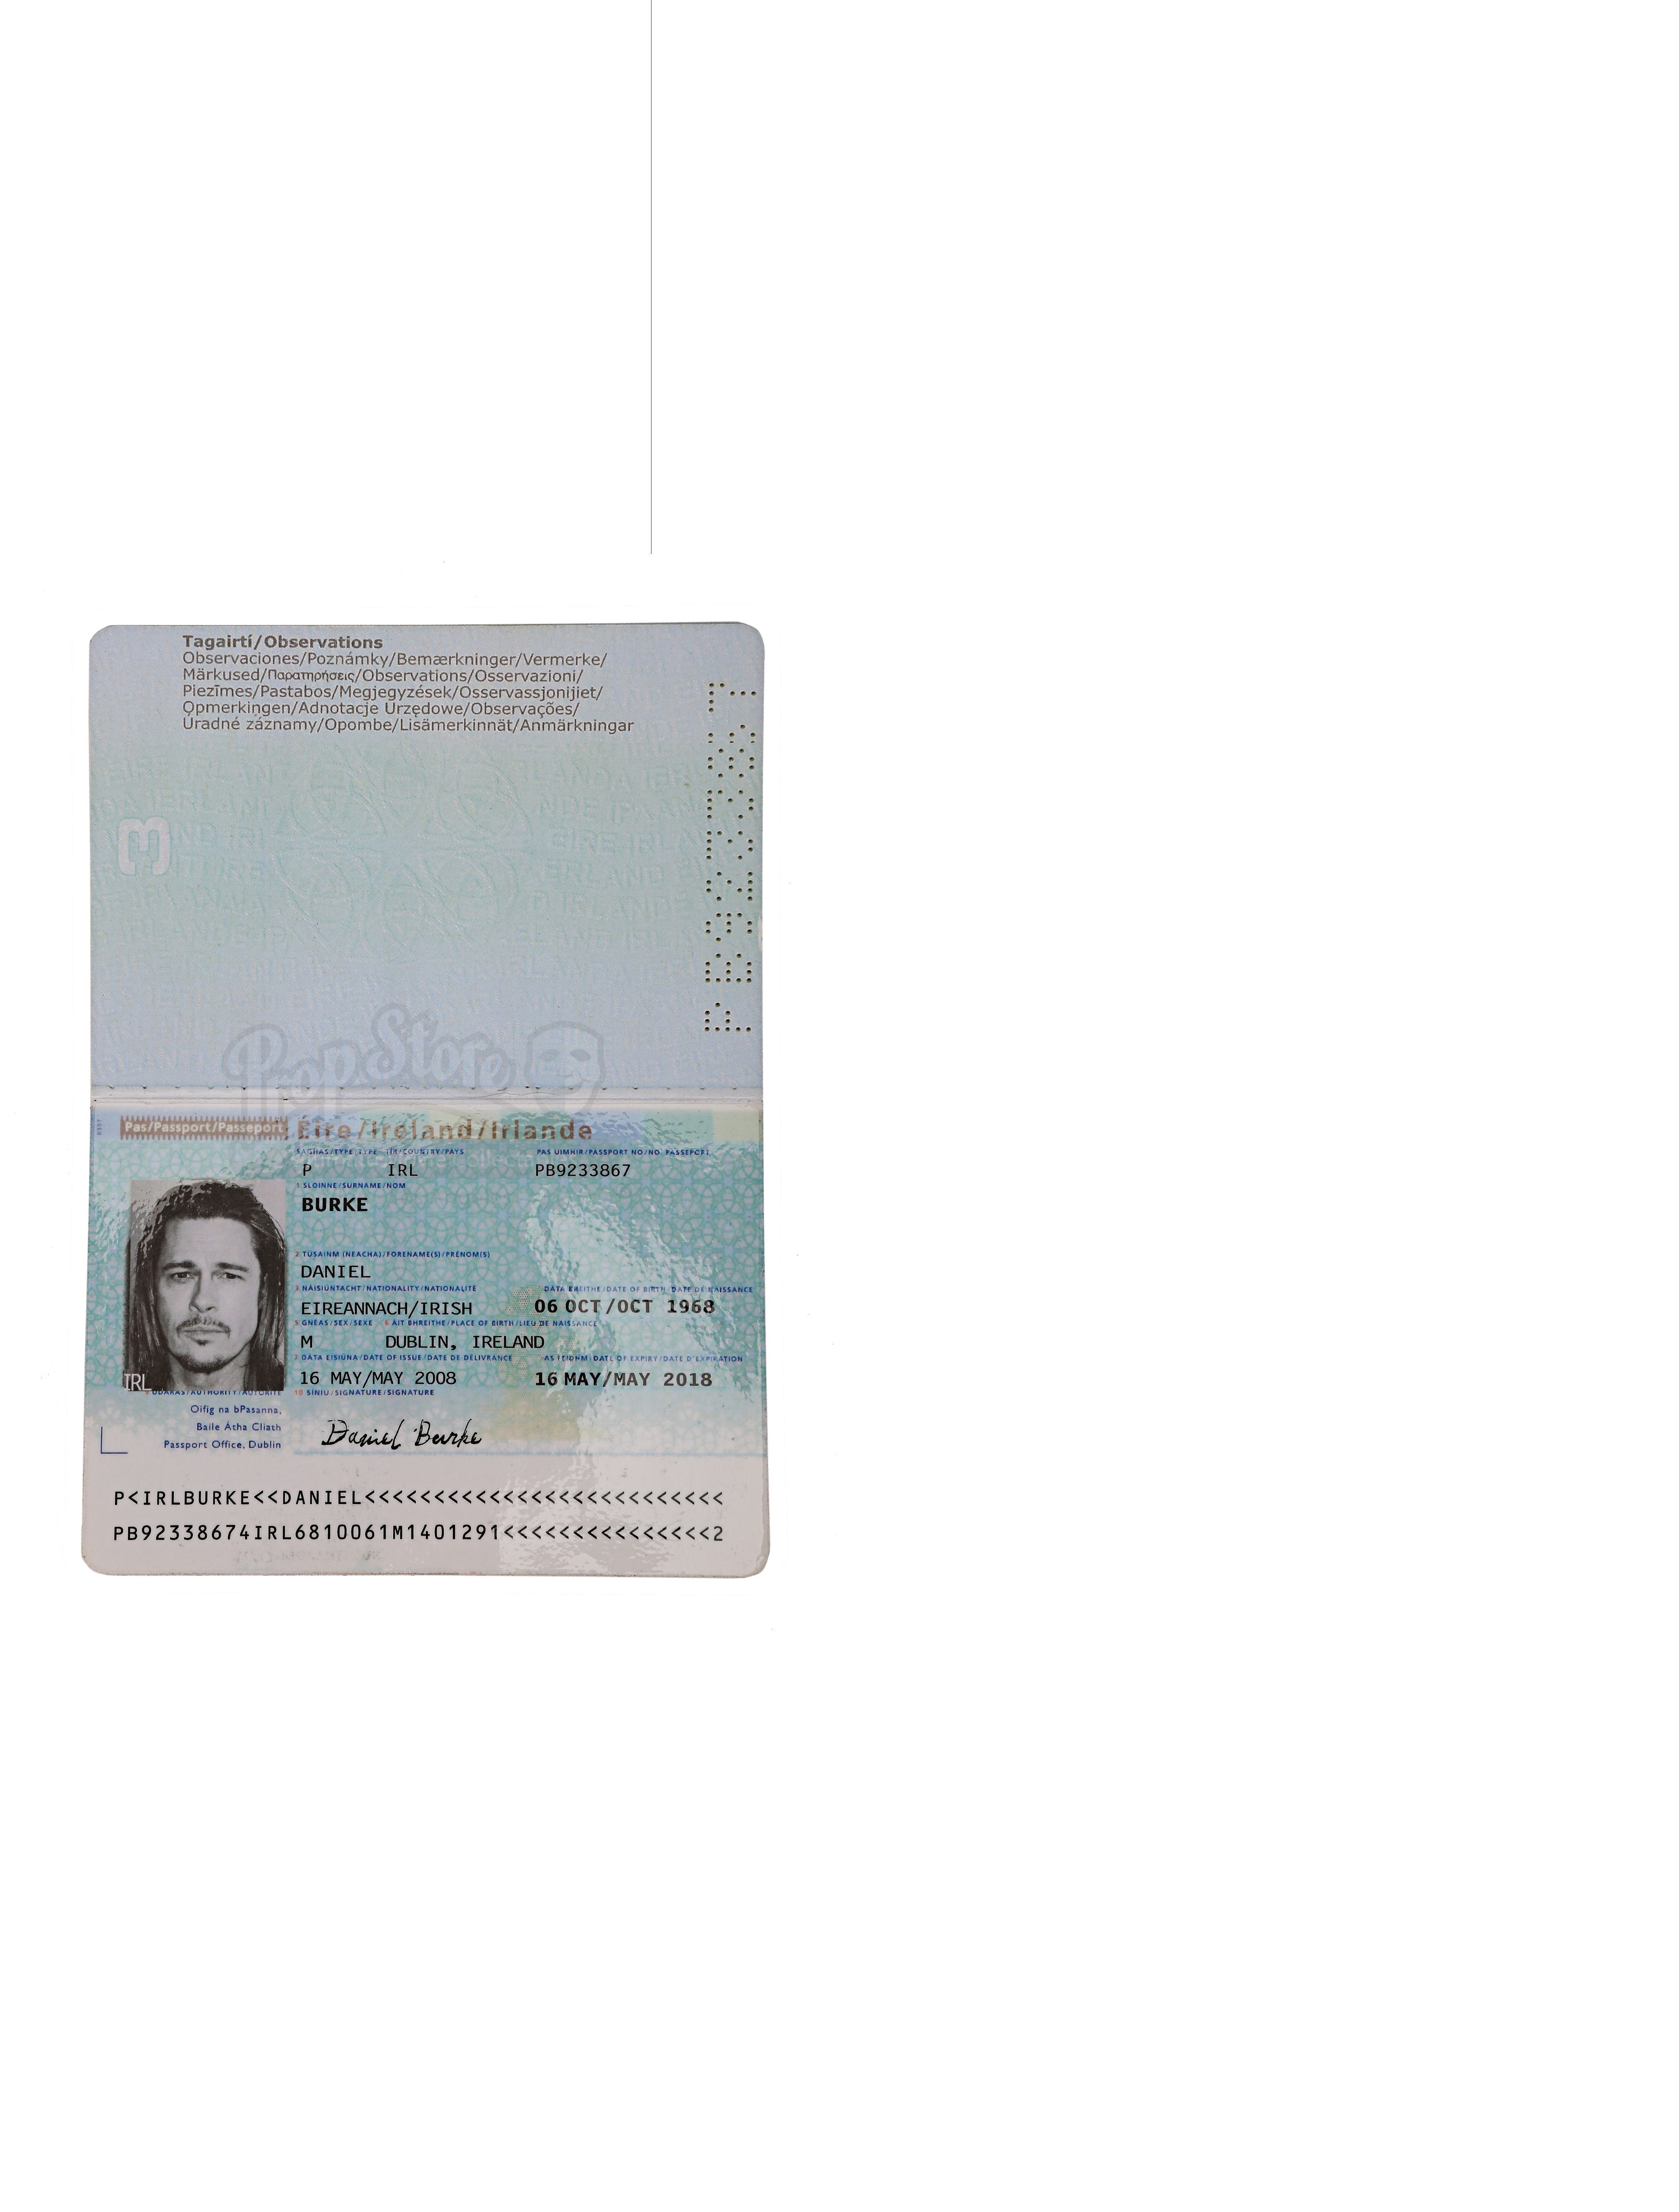 Tagairtí/Observations
Observaciones/Poznámky/Bemærkninger/Vermerke/
Märkused/Παρατηρήσεις/Observations/Osservazioni/
Piezīmes/Pastabos/Megjegyzések/Osservassjonijiet/
Opmerkingen/Adnotacje Urzędowe/Observações/
Úradné záznamy/Opombe/Lisämerkinnät/Anmärkningar
3
PB9233867
PropStore
Pas/Passport/Passeport Éire/Ireland/Irlande
SAGHAS/TYPE/TYPE TÍR/COUNTRY/PAYS PAS UIMHIR/PASSPORT NO/NO. PASSEPORT
P IRL PB9233867
1 SLOINNE/SURNAME/NOM
BURKE
2 TÚSAINM (NEACHA)/FORENAME(S)/PRÉNOM(S)
DANIEL
3 NÁISIÚNTACHT/NATIONALITY/NATIONALITÉ DATA BREITHE/DATE OF BIRTH/DATE DE NAISSANCE
EIREANNACH/IRISH 06 OCT/OCT 1968
5 GNÉAS/SEX/SEXE 6 ÁIT BHREITHE/PLACE OF BIRTH/LIEU DE NAISSANCE
M DUBLIN, IRELAND
7 DÁTA EISIÚNA/DATE OF ISSUE/DATE DE DÉLIVRANCE AS FEIDHM/DATE OF EXPIRY/DATE D'EXPIRATION
16 MAY/MAY 2008 16 MAY/MAY 2018
IRL
9 ÚDARÁS/AUTHORITY/AUTORITÉ 10 SÍNIÚ/SIGNATURE/SIGNATURE
Oifig na bPasanna,
Baile Átha Cliath
Passport Office, Dublin
Daniel Burke
P<IRLBURKE<<DANIEL<<<<<<<<<<<<<<<<<<<<<<<<<<
PB92338674IRL6810061M1401291<<<<<<<<<<<<<<<2